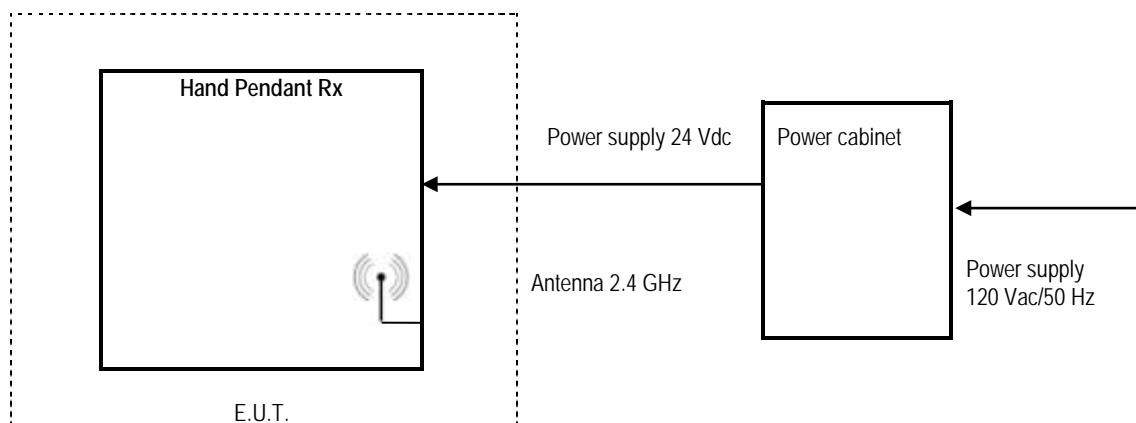 Hand Pendant Rx
Power supply 24 Vdc
Power cabinet
Antenna 2.4 GHz
Power supply
120 Vac/50 Hz
E.U.T.